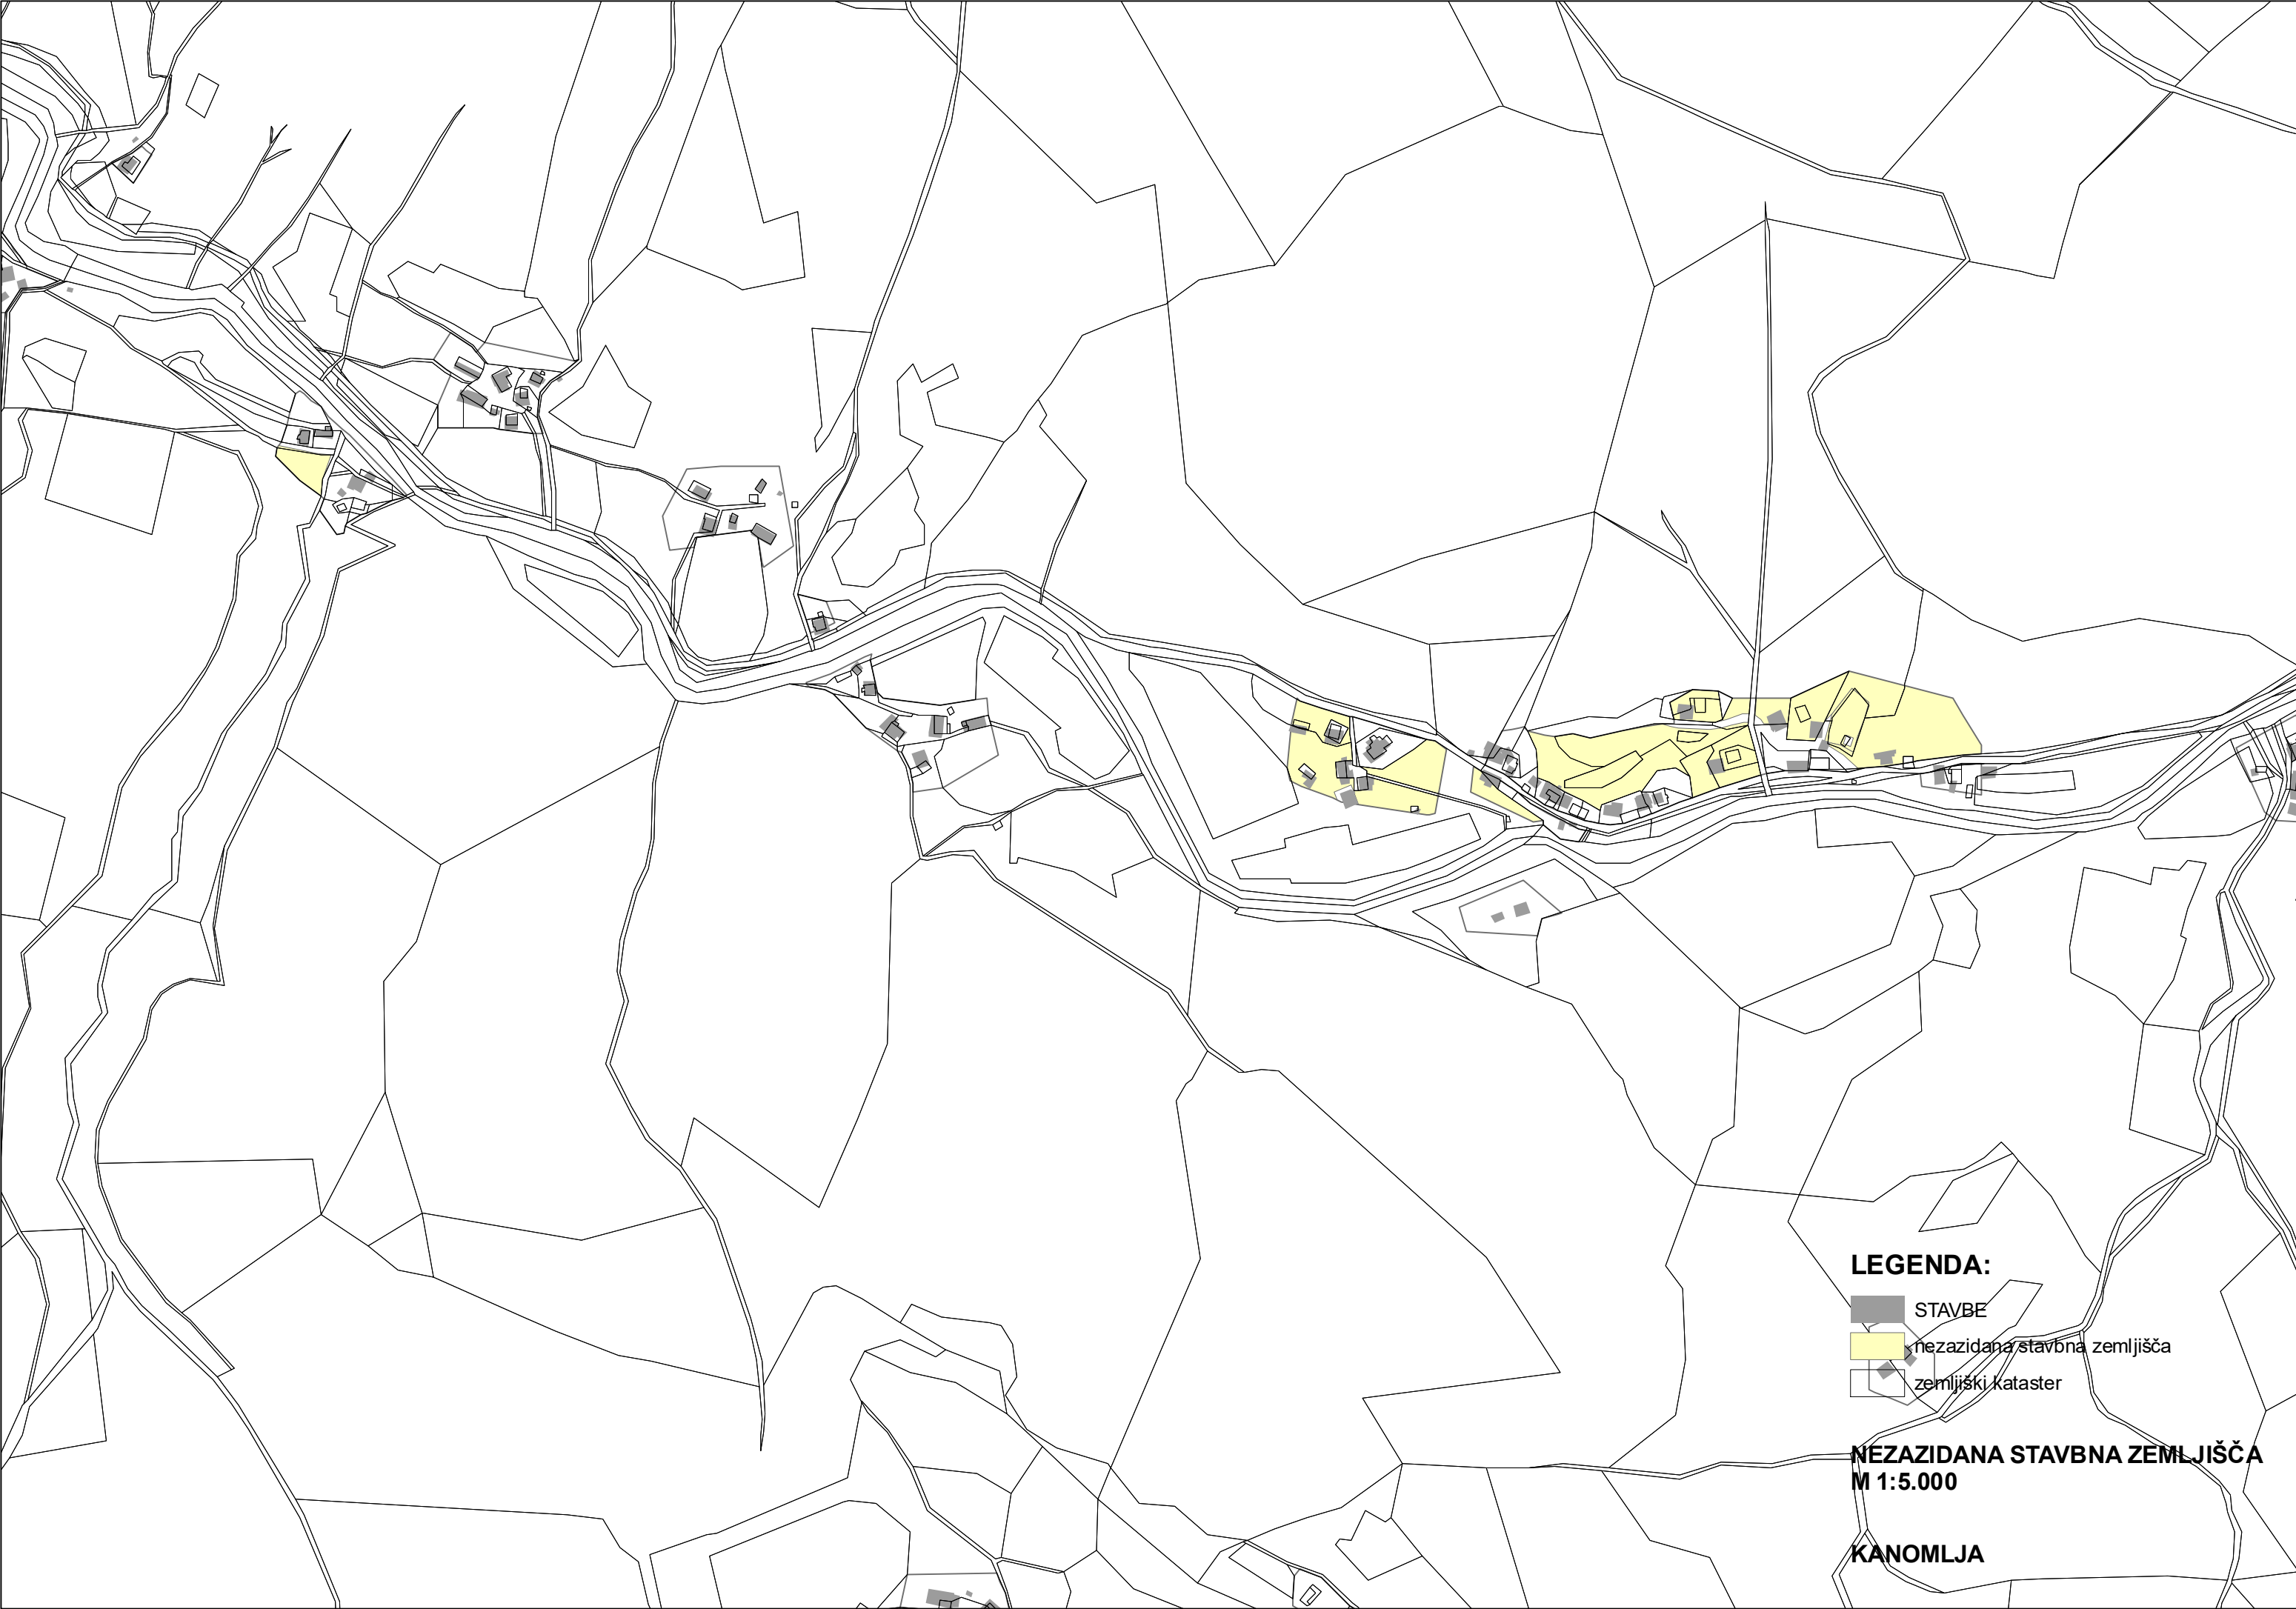 LEGENDA:
STAVBE
nezazidana stavbna zemljišča
zemljiški kataster
NEZAZIDANA STAVBNA ZEMLJIŠČA
M 1:5.000
KANOMLJA